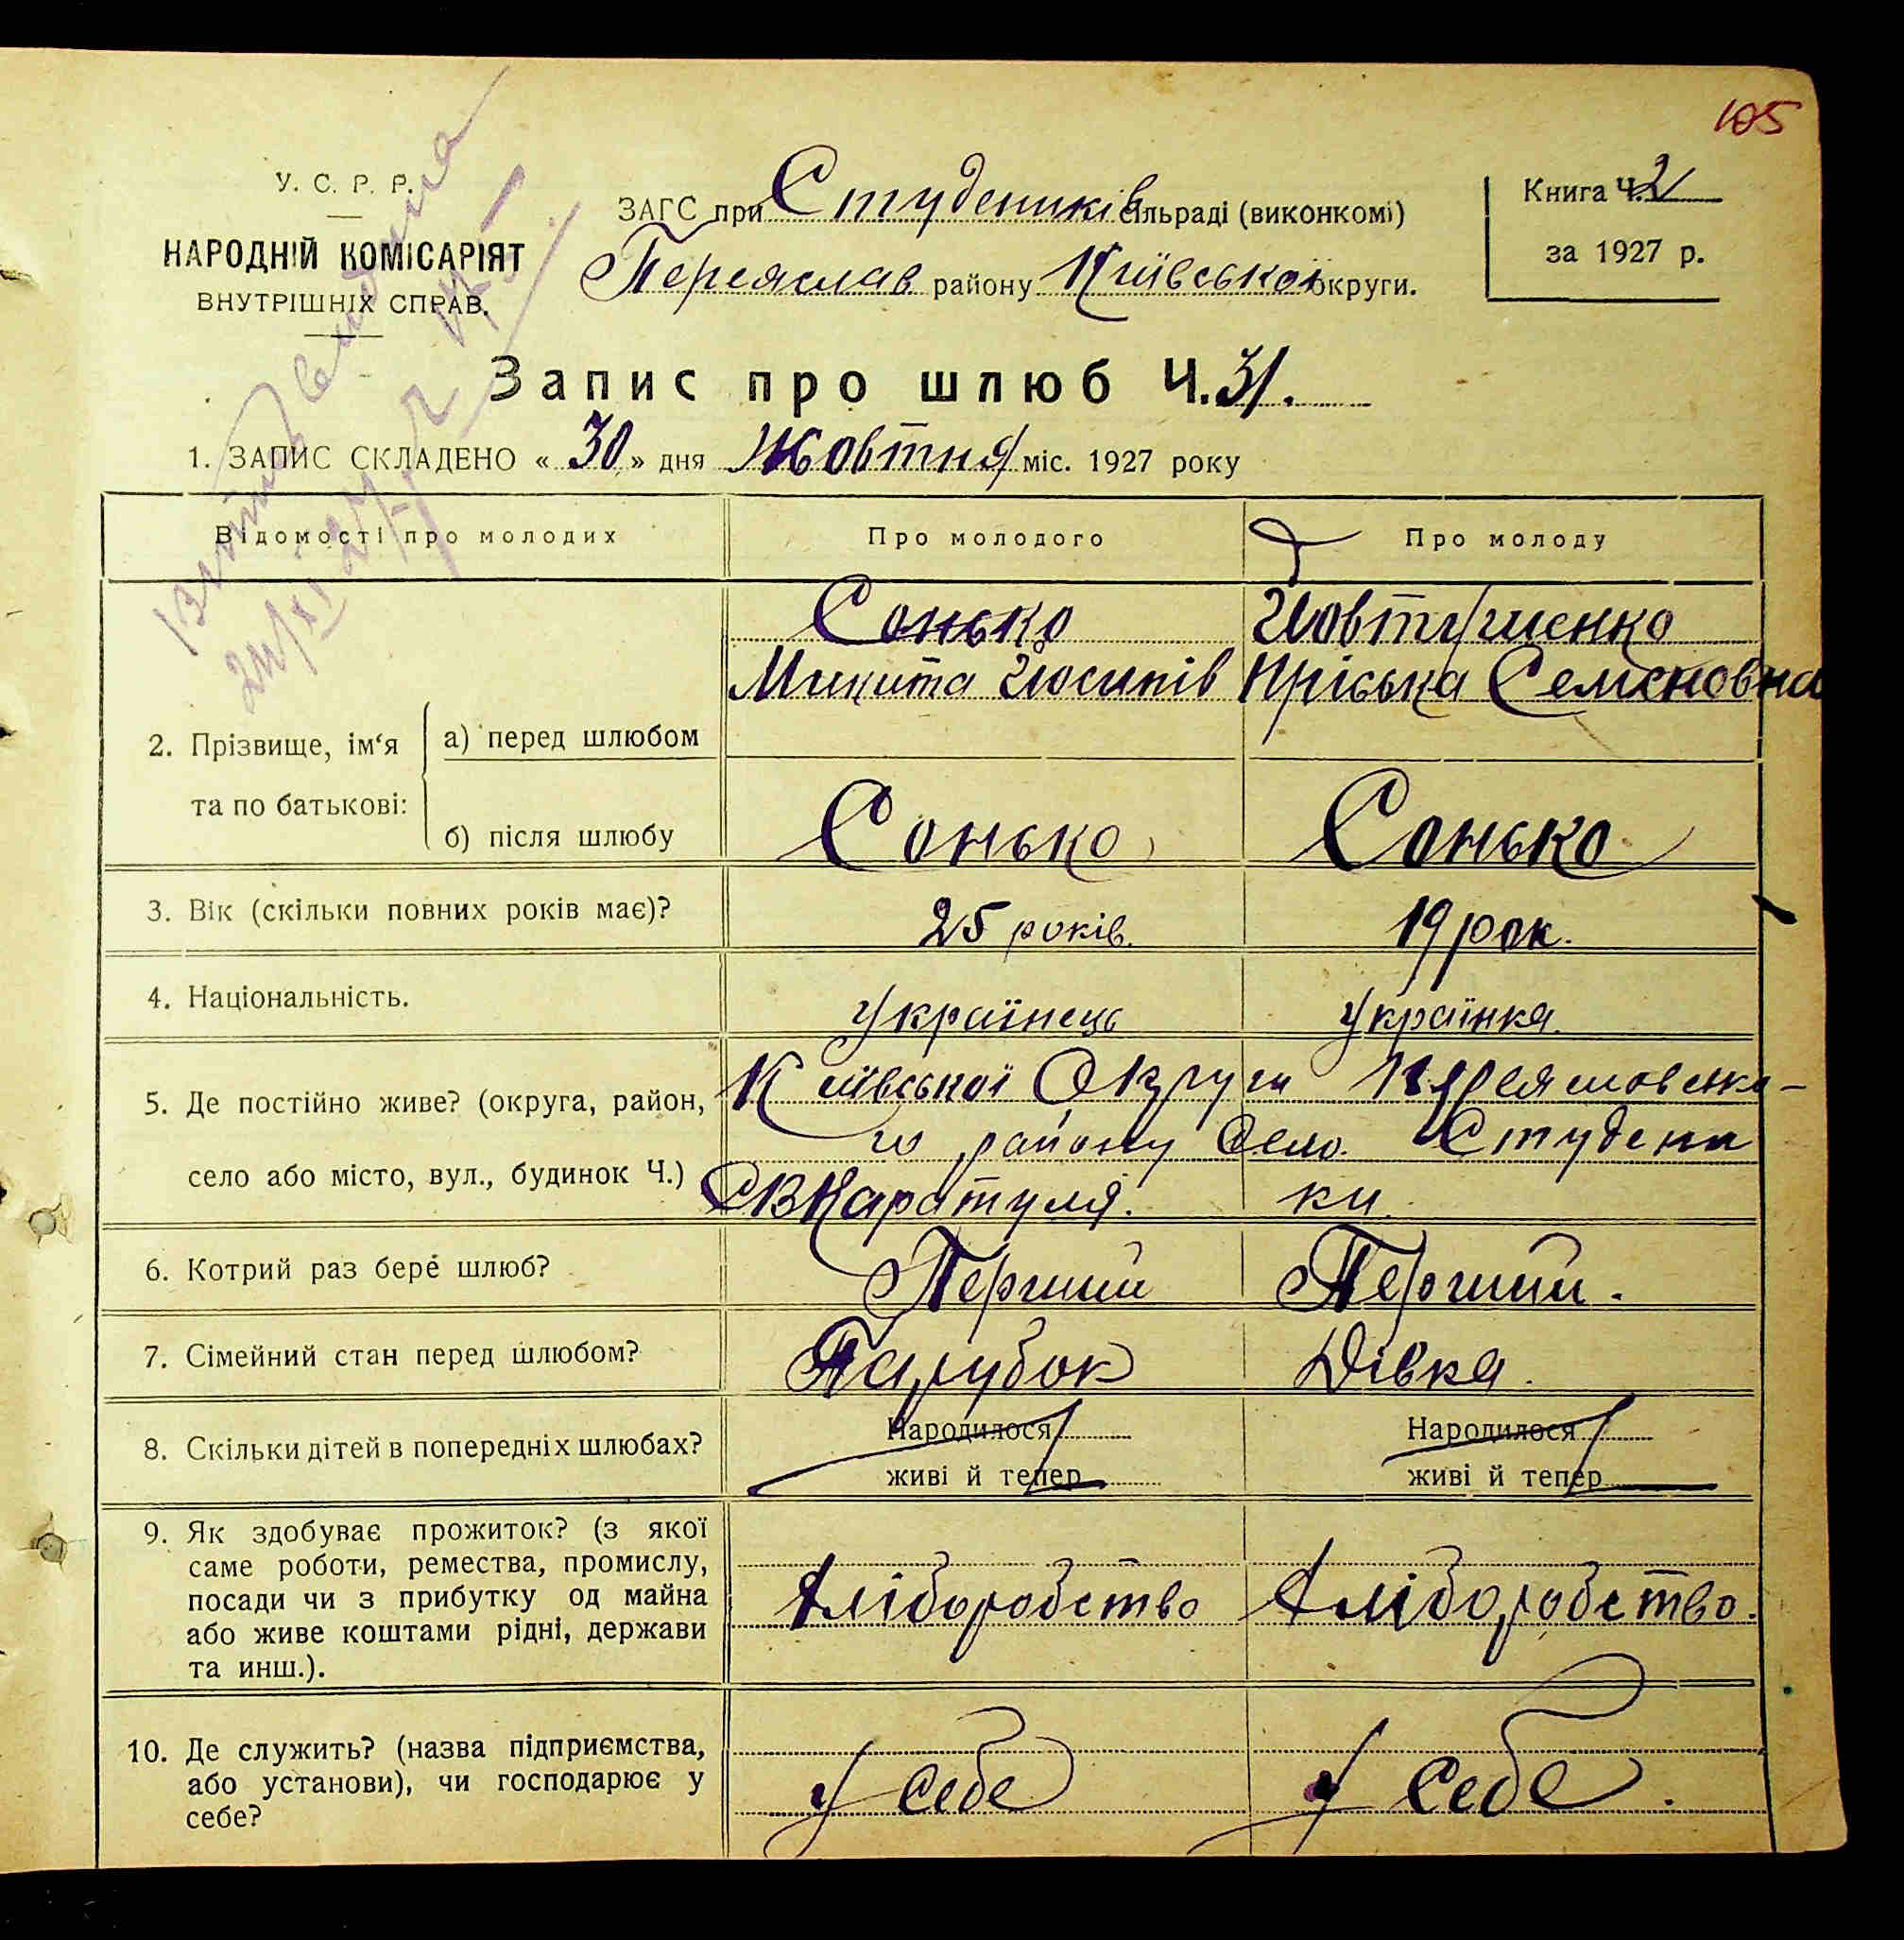 105
У. С. Р. Р.
НАРОДНІЙ КОМІСАРІЯТ
ВНУТРІШНІХ СПРАВ.
ЗАГС при Студеників сільраді (виконкомі)
Переяслав району Київської округи.
Книга Ч. 2
за 1927 р.
Запис про шлюб Ч. 31.
1. ЗАПИС СКЛАДЕНО « 30 » дня Жовтня міс. 1927 року
Відомості про молодих Про молодого Про молоду
Сонько Йовтушенко
Микита Йосипів Пріська Семеновна
2. Прізвище, ім‘я та по батькові:
а) перед шлюбом
б) після шлюбу Сонько Сонько
3. Вік (скільки повних років має)? 25 років. 19 рок.
4. Національність. Українець Українка.
5. Де постійно живе? (округа, район, Київської Округи Переяславсько-
го району Село. Студени
село або місто, вул., будинок Ч.) Каратуля. ки.
6. Котрий раз бере шлюб? Перший Перший.
7. Сімейний стан перед шлюбом? Парубок Дівка.
8. Скільки дітей в попередніх шлюбах? Народилося Народилося
живі й тепер живі й тепер
9. Як здобуває прожиток? (з якої
саме роботи, ремества, промислу,
посади чи з прибутку од майна Хліборобство Хліборобство.
або живе коштами рідні, держави
та инш.).
10. Де служить? (назва підприємства,
або установи), чи господарює у У себе У себе.
себе?